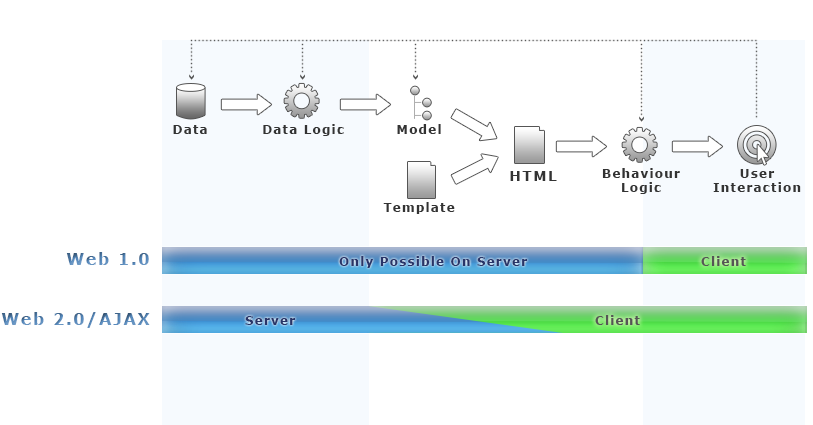 Data
Data Logic
Model
Template
HTML
Behaviour
Logic
User
Interaction
Web 1.0
Only Possible On Server
Client
Web 2.0/AJAX
Server
Client